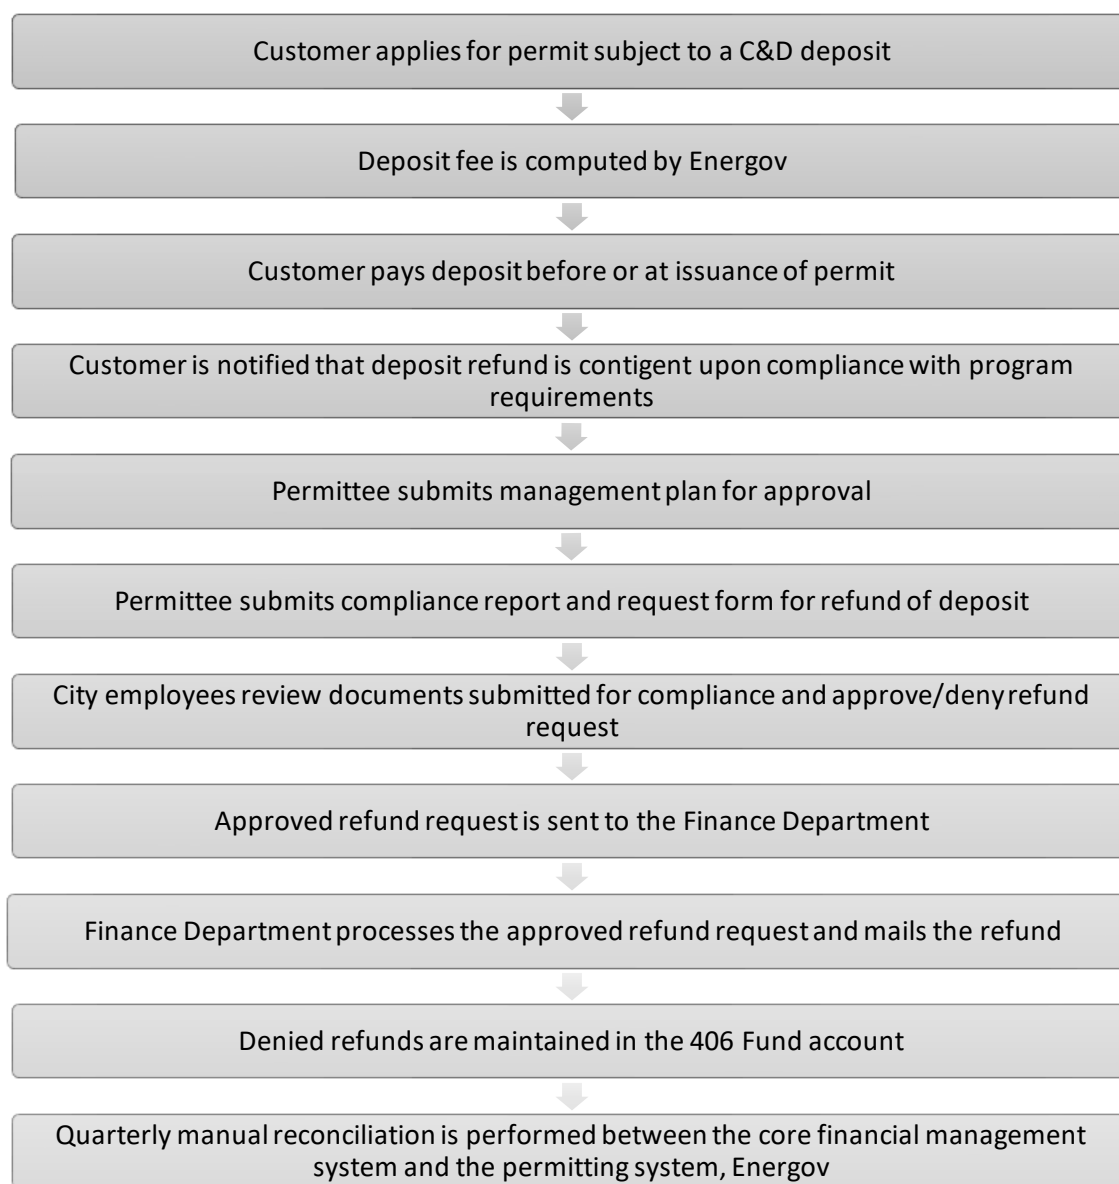 Customer applies for permit subject to a C&D deposit
Deposit fee is computed by Energov
Customer pays deposit before or at issuance of permit
Customer is notified that deposit refund is contigent upon compliance with program
requirements
Permittee submits management plan for approval
Permittee submits compliance report and request form for refund of deposit
City employees review documents submitted for compliance and approve/deny refund
request
Approved refund request is sent to the Finance Department
Finance Department processes the approved refund request and mails the refund
Denied refunds are maintained in the 406 Fund account
Quarterly manual reconciliation is performed between the core financial management
system and the permitting system, Energov